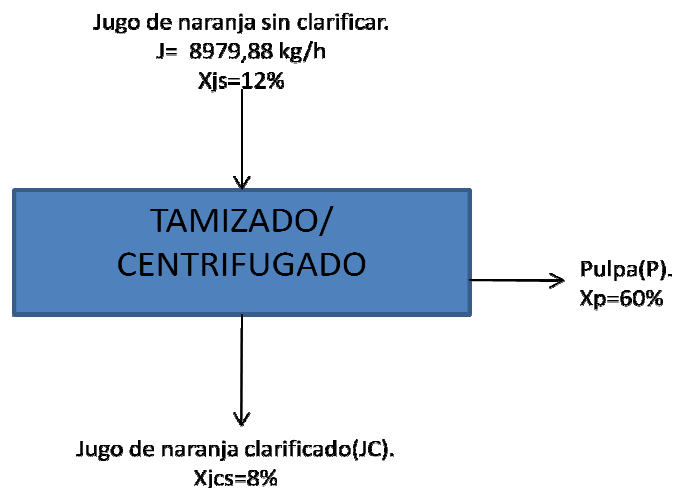 Jugo de naranja sin clarificar.
J= 8979,88 kg/h
Xjs=12%
TAMIZADO/
CENTRIFUGADO
Pulpa(P).
Xp=60%
Jugo de naranja clarificado(JC).
Xjcs=8%